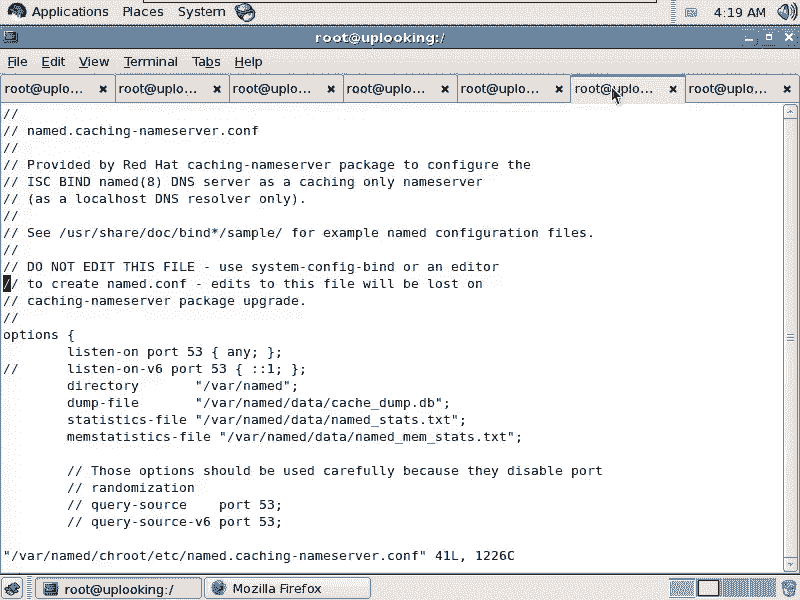 Applications Places System 4:19 AM
root@uplooking:/
File Edit View Terminal Tabs Help
root@uplo... root@uplo... root@uplo... root@uplo... root@uplo... root@uplo... root@uplo...
//
// named.caching-nameserver.conf
//
// Provided by Red Hat caching-nameserver package to configure the
// ISC BIND named(8) DNS server as a caching only nameserver
// (as a localhost DNS resolver only).
//
// See /usr/share/doc/bind*/sample/ for example named configuration files.
//
// DO NOT EDIT THIS FILE - use system-config-bind or an editor
// to create named.conf - edits to this file will be lost on
// caching-nameserver package upgrade.
//
options {
        listen-on port 53 { any; };
//      listen-on-v6 port 53 { ::1; };
        directory       "/var/named";
        dump-file       "/var/named/data/cache_dump.db";
        statistics-file "/var/named/data/named_stats.txt";
        memstatistics-file "/var/named/data/named_mem_stats.txt";
        // Those options should be used carefully because they disable port
        // randomization
        // query-source    port 53;
        // query-source-v6 port 53;
"/var/named/chroot/etc/named.caching-nameserver.conf" 41L, 1226C
root@uplooking:/ Mozilla Firefox